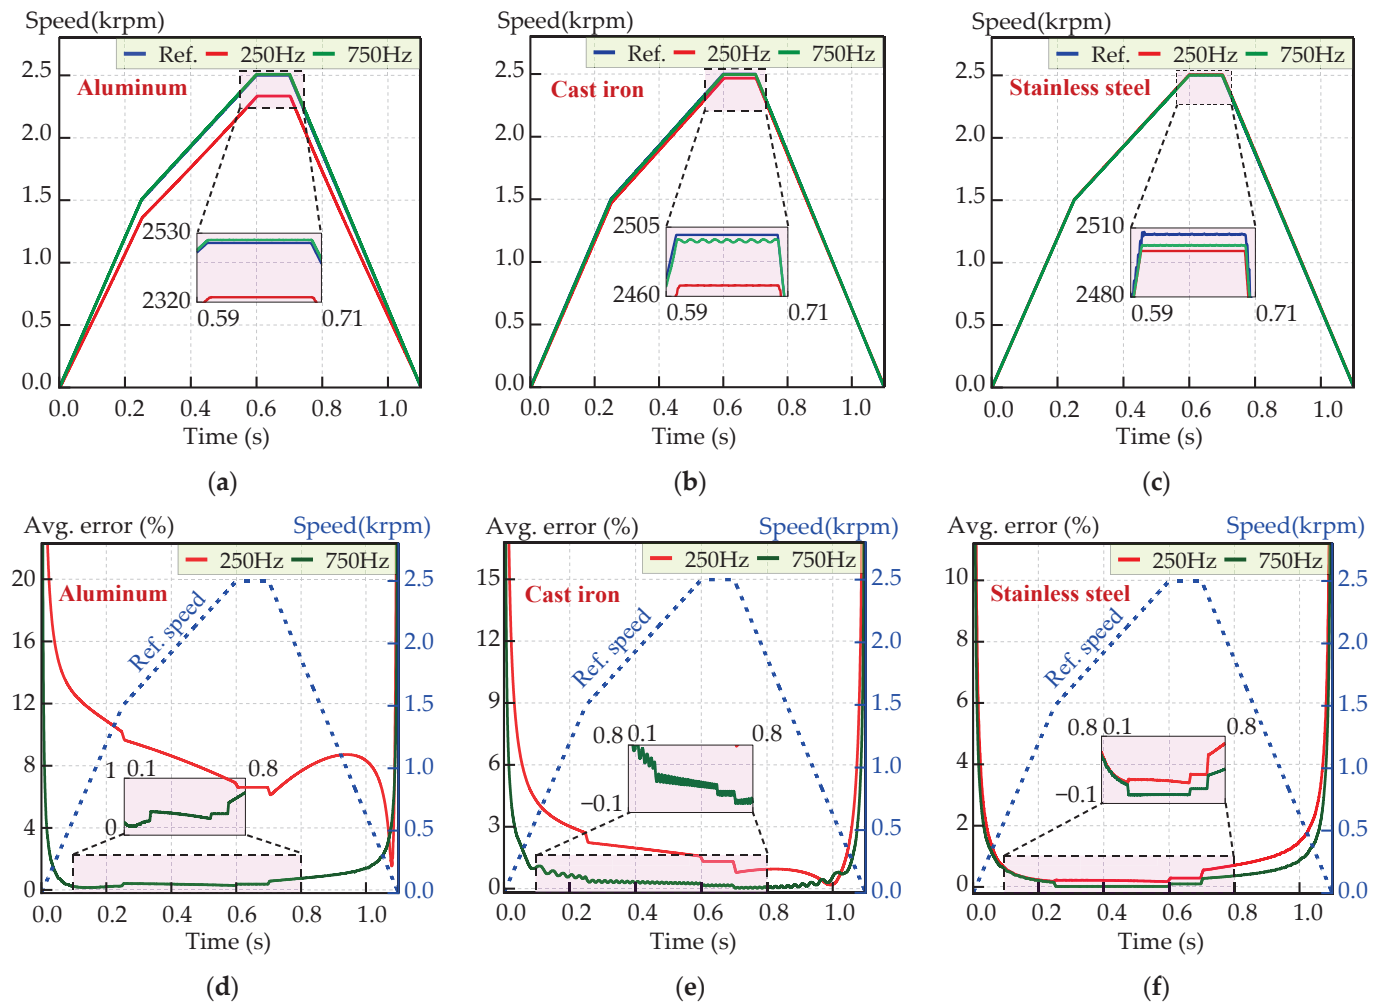 Speed(krpm)
Ref. 250Hz 750Hz
Aluminum
2.5
2.0
1.5
1.0
0.5
0.0
2530
2320
0.59 0.71
0.0 0.2 0.4 0.6 0.8 1.0
Time (s)
(a)
Speed(krpm)
Ref. 250Hz 750Hz
Cast iron
2.5
2.0
1.5
1.0
0.5
0.0
2505
2460
0.59 0.71
0.0 0.2 0.4 0.6 0.8 1.0
Time (s)
(b)
Speed(krpm)
Ref. 250Hz 750Hz
Stainless steel
2.5
2.0
1.5
1.0
0.5
0.0
2510
2480
0.59 0.71
0.0 0.2 0.4 0.6 0.8 1.0
Time (s)
(c)
Avg. error (%) Speed(krpm)
250Hz 750Hz
Aluminum
Ref. speed
20
16
12
8
4
0
2.5
2.0
1.5
1.0
0.5
0.0
1 0.1 0.8
0
0.0 0.2 0.4 0.6 0.8 1.0
Time (s)
(d)
Avg. error (%) Speed(krpm)
250Hz 750Hz
Cast iron
Ref. speed
15
12
9
6
3
0
2.5
2.0
1.5
1.0
0.5
0.0
0.8 0.1 0.8
−0.1
0.0 0.2 0.4 0.6 0.8 1.0
Time (s)
(e)
Avg. error (%) Speed(krpm)
250Hz 750Hz
Stainless steel
Ref. speed
10
8
6
4
2
0
2.5
2.0
1.5
1.0
0.5
0.0
0.8 0.1 0.8
−0.1
0.0 0.2 0.4 0.6 0.8 1.0
Time (s)
(f)